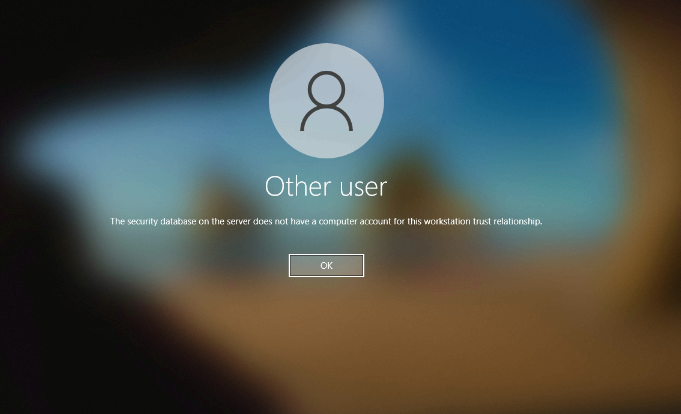 Other user
The security database on the server does not have a computer account for this workstation trust relationship.
OK